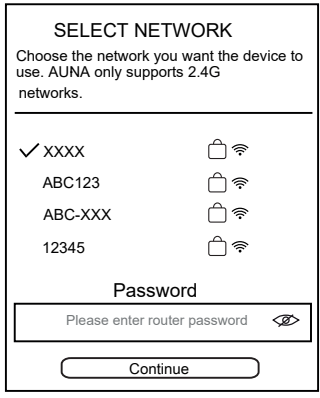 SELECT NETWORK
Choose the network you want the device to
use. AUNA only supports 2.4G
networks.
XXXX
ABC123
ABC-XXX
12345
Password
Please enter router password
Continue